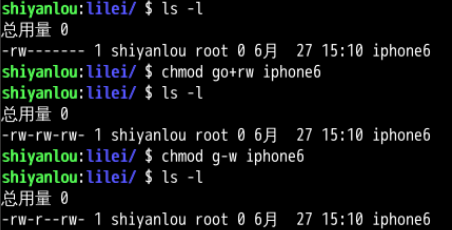 shiyanlou:lilei/ $ ls -l
总用量 0
-rw------- 1 shiyanlou root 0 6月  27 15:10 iphone6
shiyanlou:lilei/ $ chmod go+rw iphone6
shiyanlou:lilei/ $ ls -l
总用量 0
-rw-rw-rw- 1 shiyanlou root 0 6月  27 15:10 iphone6
shiyanlou:lilei/ $ chmod g-w iphone6
shiyanlou:lilei/ $ ls -l
总用量 0
-rw-r--rw- 1 shiyanlou root 0 6月  27 15:10 iphone6